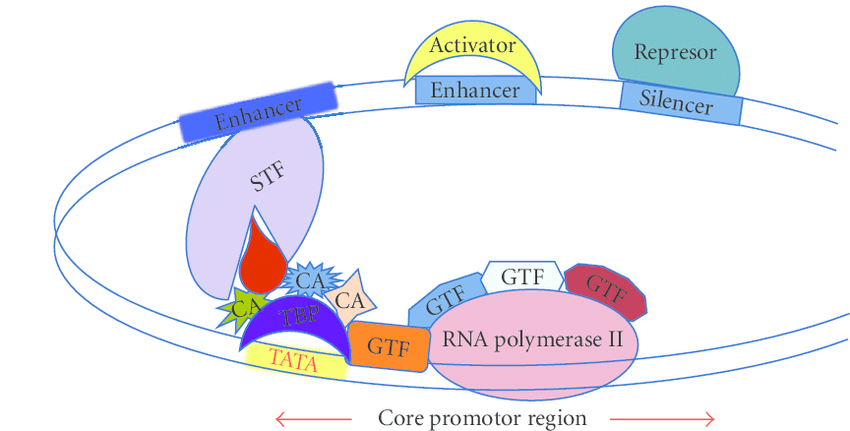 Activator
Represor
Enhancer
Enhancer
Silencer
STF
CA
CA
CA
TBP
GTF
GTF
GTF
GTF
RNA polymerase II
TATA
Core promotor region